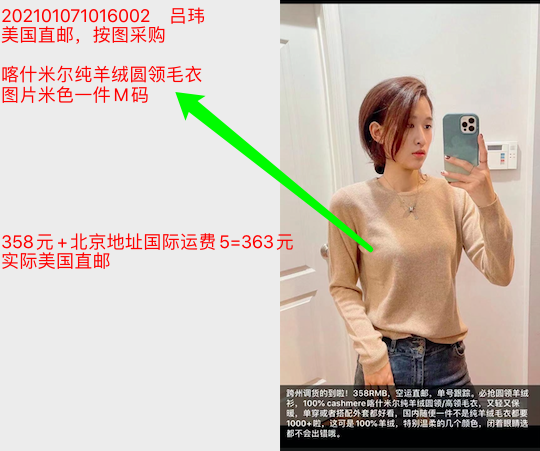 202101071016002 吕玮
美国直邮，按图采购
喀什米尔纯羊绒圆领毛衣
图片米色一件M码
358元+北京地址国际运费5=363元
实际美国直邮
跨州调货的到啦！358RMB，空运直邮，单号跟踪。必抢圆领羊绒
衫，100% cashmere喀什米尔纯羊绒圆领/高领毛衣，又轻又保
暖，单穿或者搭配外套都好看，国内随便一件不是纯羊绒毛衣都要
1000+啦，这可是100%羊绒，特别温柔的几个颜色，闭着眼睛选
都不会出错哦。